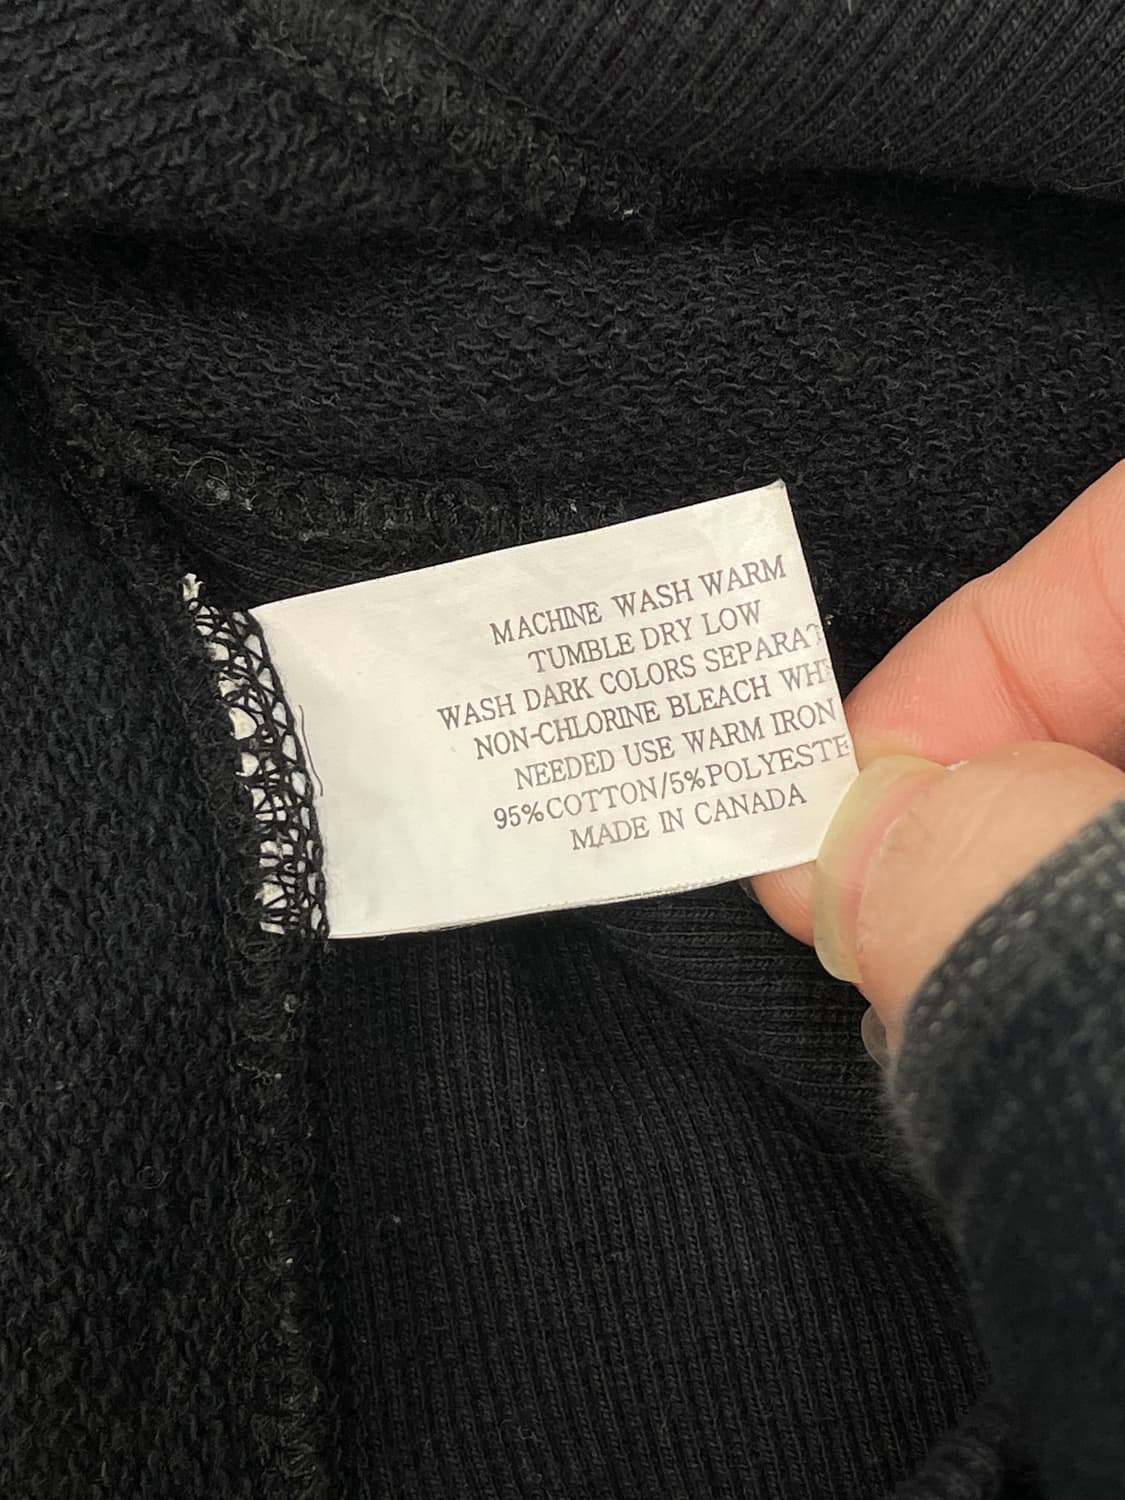 MACHINE WASH WARM
TUMBLE DRY LOW
WASH DARK COLORS SEPARAT
NON-CHLORINE BLEACH WH
NEEDED USE WARM IRON
95%COTTON/5%POLYESTE
MADE IN CANADA